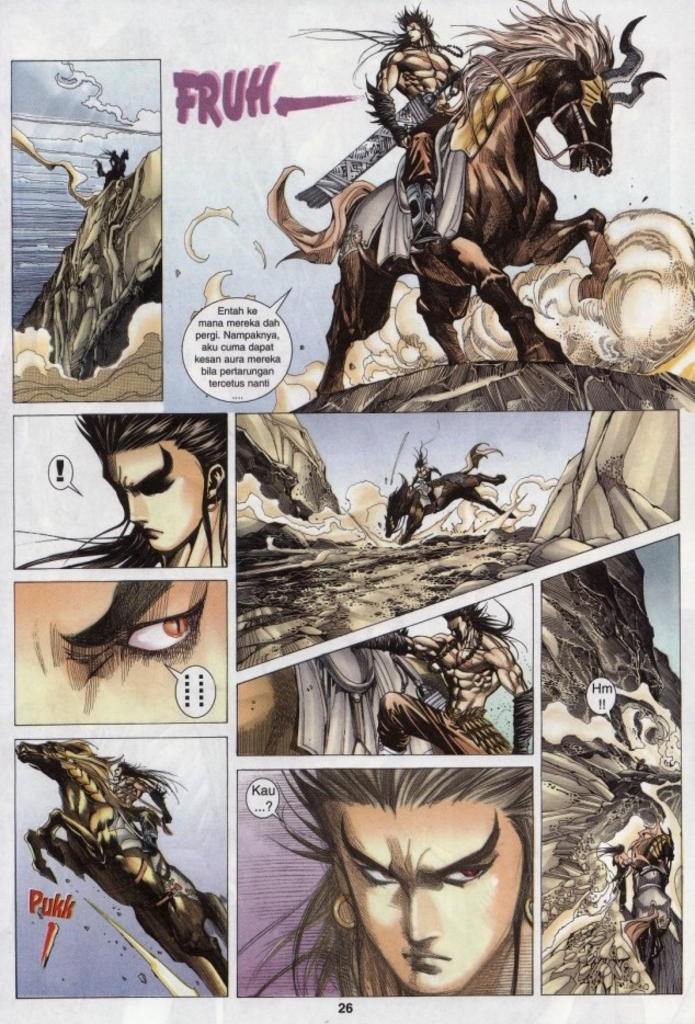 FRUH
Entah ke
mana mereka dah
pergi. Nampaknya,
aku cuma dapat
kesan aura mereka
bila pertarungan
tercetus nanti
....
!
Hm
!!
Pukk
!
Kau
...?
26